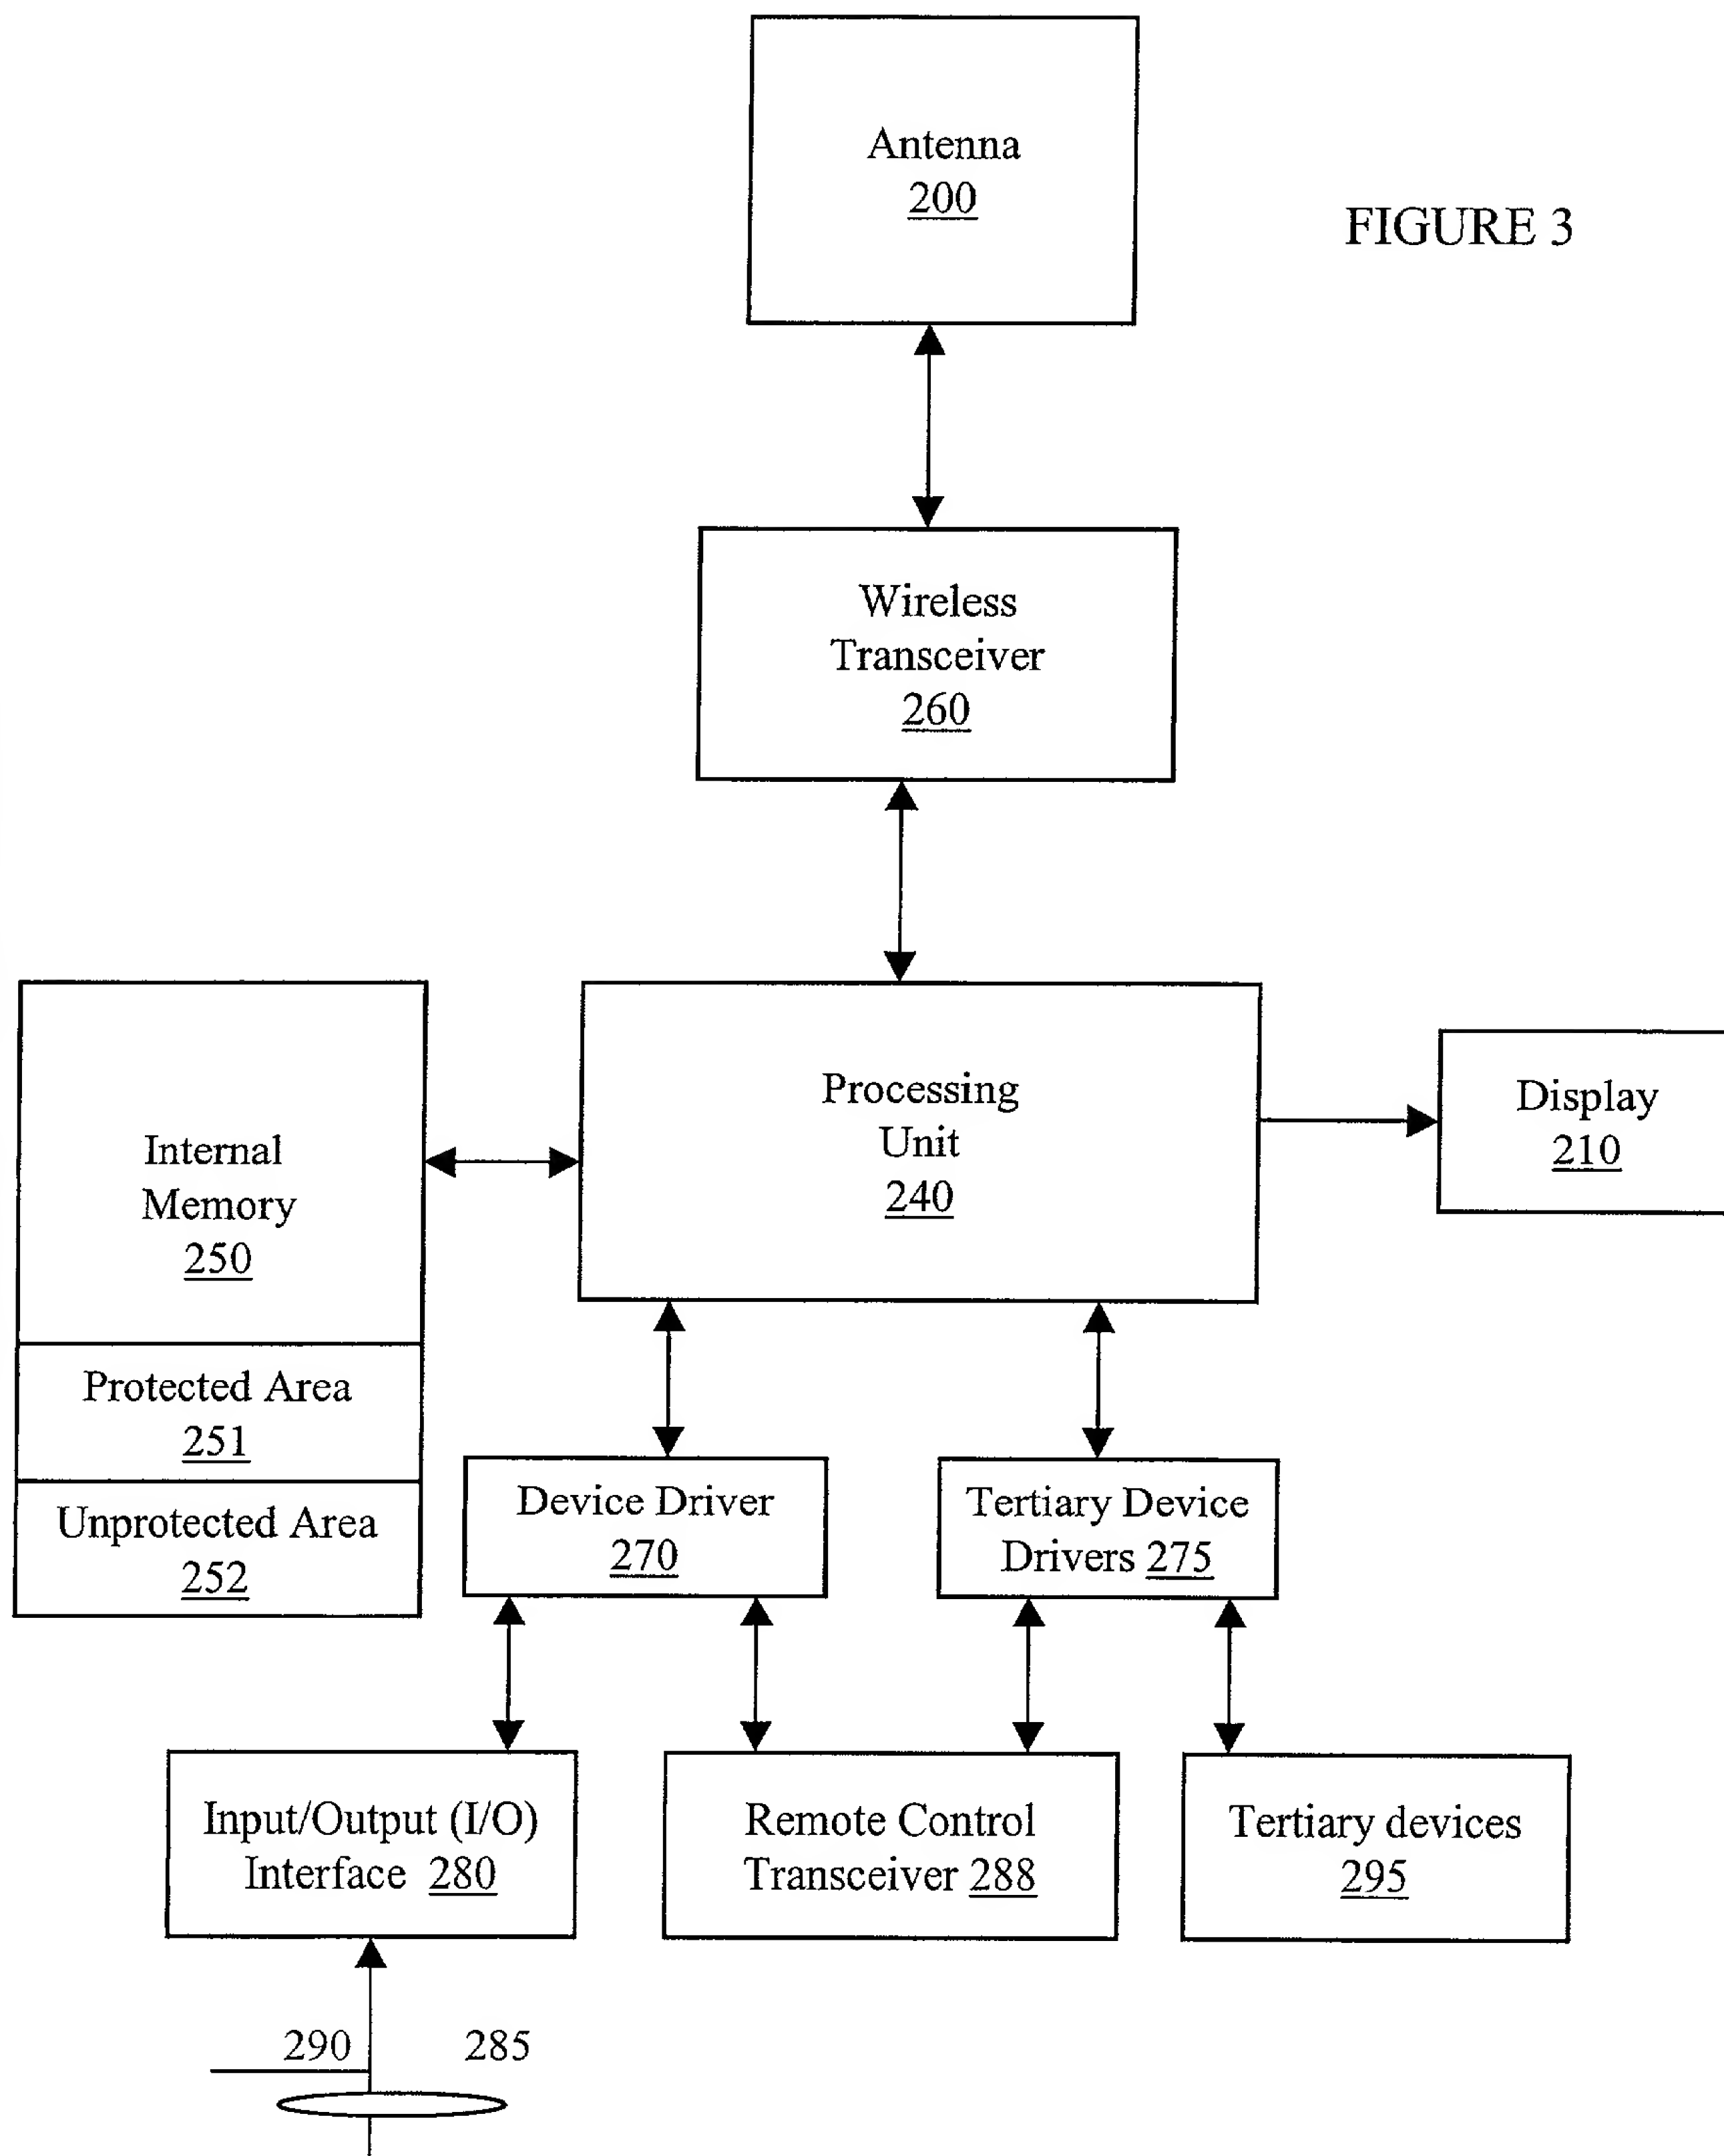 Antenna
200
FIGURE 3
Wireless
Transceiver
260
Processing
Unit
240
Display
210
Internal
Memory
250
Protected Area
251
Unprotected Area
252
Device Driver
270
Tertiary Device
Drivers 275
Input/Output (I/O)
Interface 280
Remote Control
Transceiver 288
Tertiary devices
295
290
285